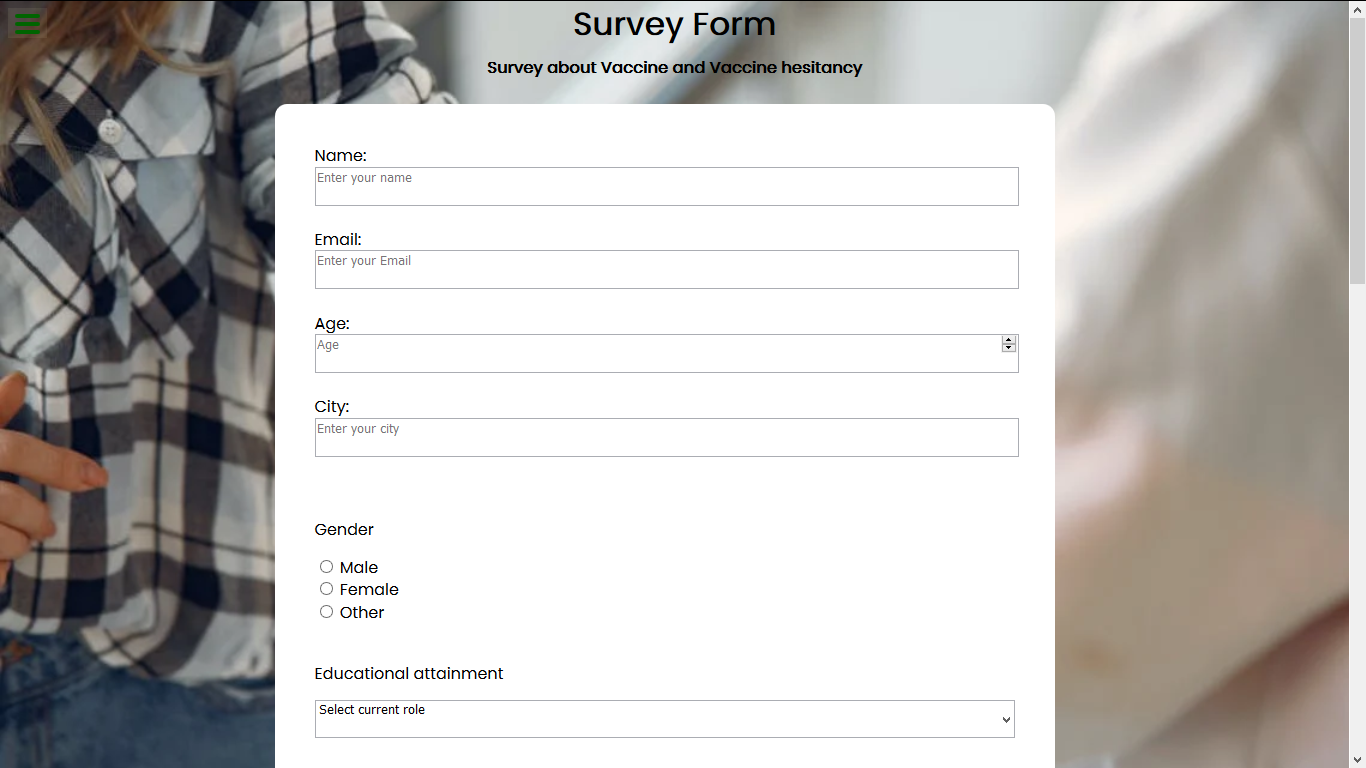 Survey Form
Survey about Vaccine and Vaccine hesitancy
Name:
Enter your name
Email:
Enter your Email
Age:
Age
City:
Enter your city
Gender
Male
Female
Other
Educational attainment
Select current role